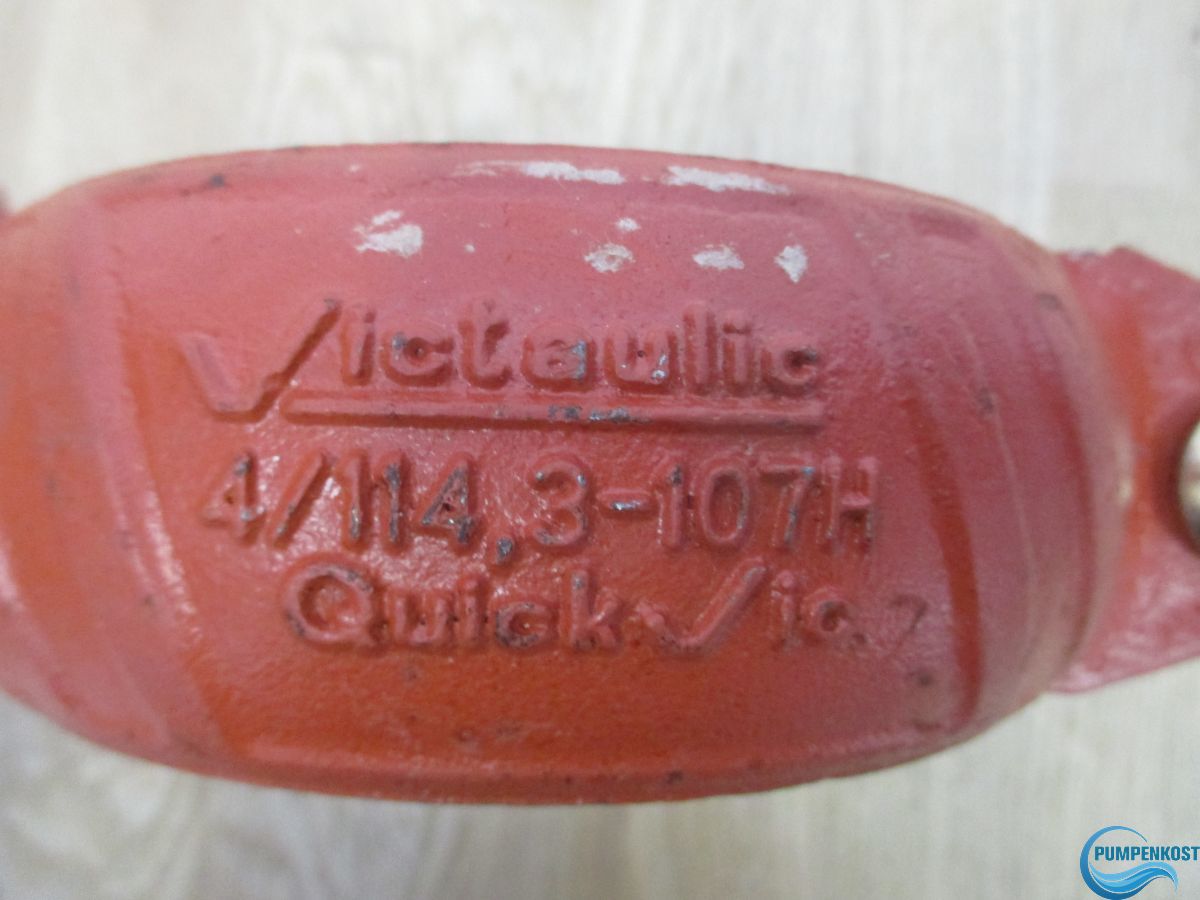 Victaulic
4/114,3-107H
QuickVic
PUMPENKOST